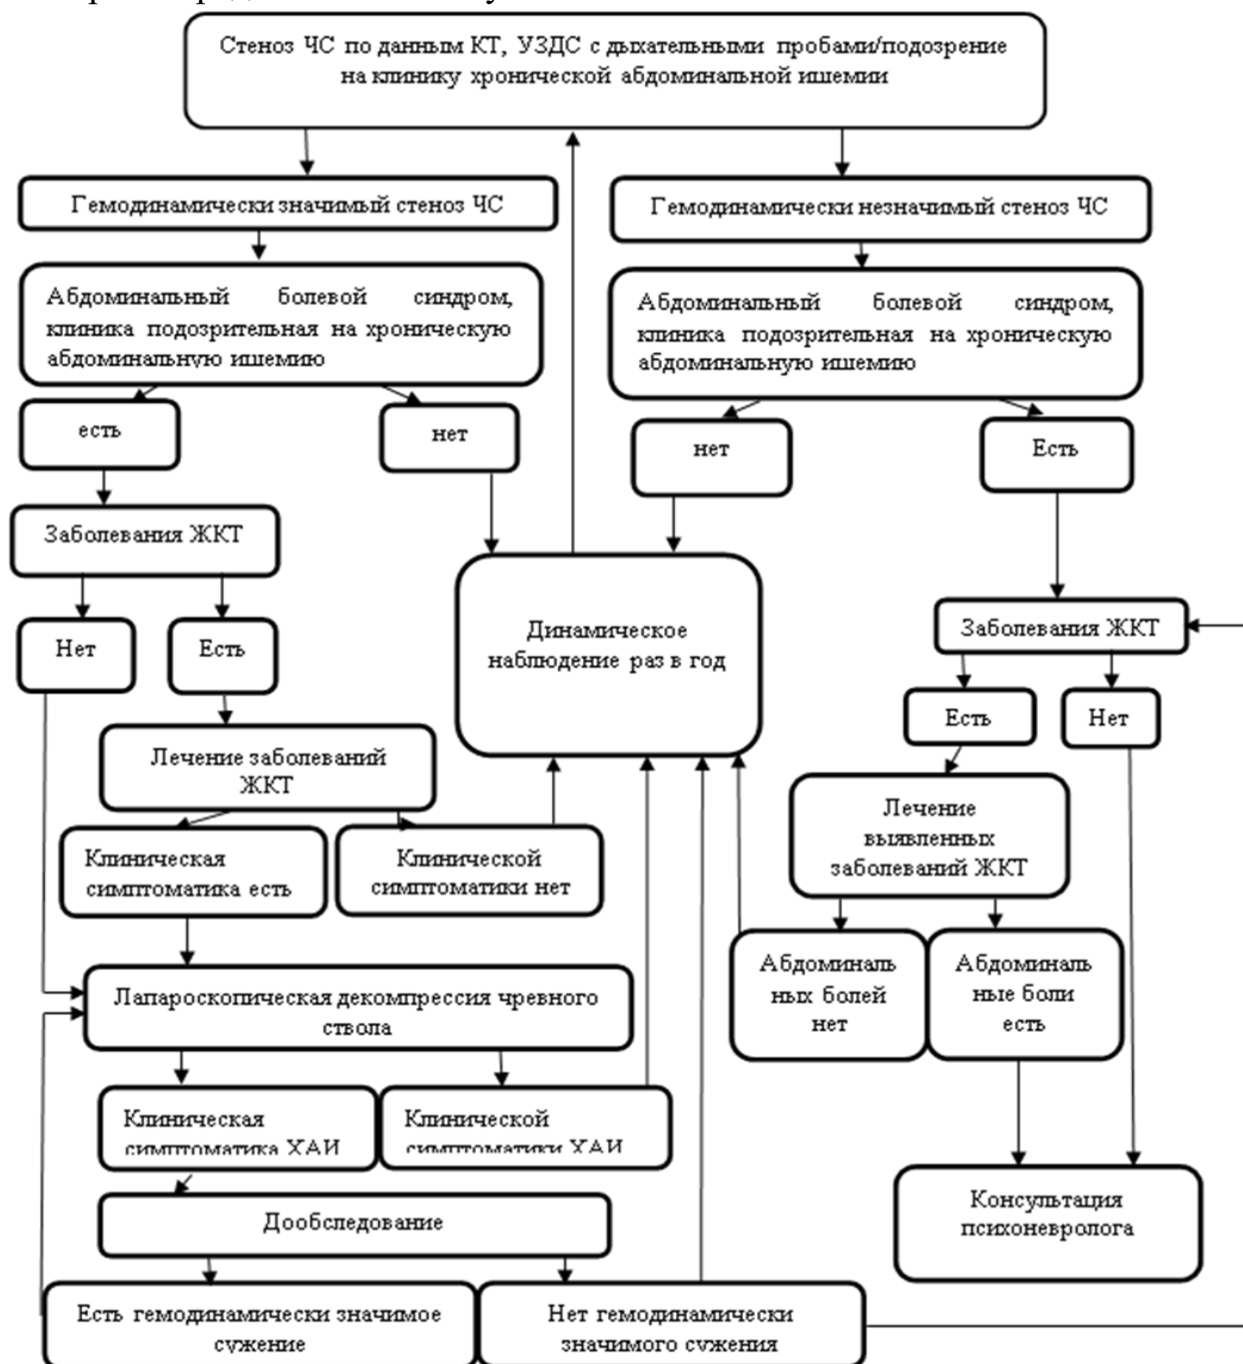 Стеноз ЧС по данным КТ, УЗДС с дыхательными пробами/подозрение
на клинику хронической абдоминальной ишемии
Гемодинамически значимый стеноз ЧС
Гемодинамически незначимый стеноз ЧС
Абдоминальный болевой синдром,
клиника подозрительная на хроническую
абдоминальную ишемию
Абдоминальный болевой синдром,
клиника подозрительная на хроническую
абдоминальную ишемию
есть
нет
нет
Есть
Заболевания ЖКТ
Нет
Есть
Динамическое
наблюдение раз в год
Заболевания ЖКТ
Есть
Нет
Лечение заболеваний
ЖКТ
Лечение
выявленных
заболеваний ЖКТ
Клиническая
симптоматика есть
Клинической
симптоматики нет
Абдоминаль
ных болей
нет
Абдоминаль
ные боли
есть
Лапароскопическая декомпрессия чревного
ствола
Клиническая
симптоматика ХАИ
Клинической
симптоматики ХАИ
Консультация
психоневролога
Дообследование
Есть гемодинамически значимое
сужение
Нет гемодинамически
значимого сужения